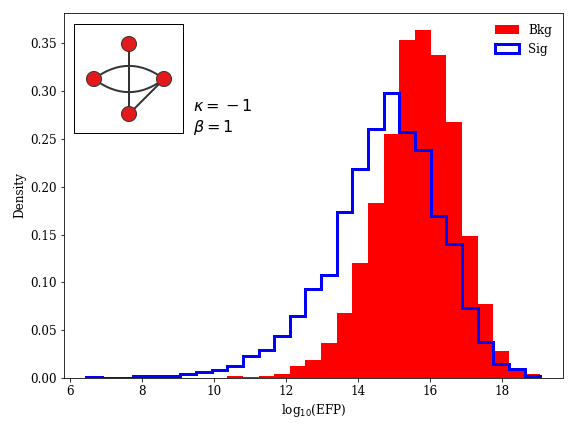 Bkg
Sig
κ = −1
β = 1
Density
0.35
0.30
0.25
0.20
0.15
0.10
0.05
0.00
6 8 10 12 14 16 18
log₁₀(EFP)